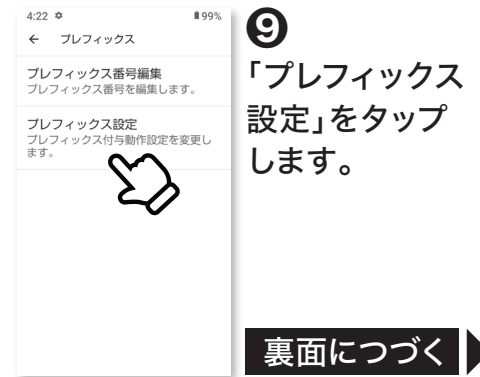 4:22 99%
← プレフィックス
プレフィックス番号編集
プレフィックス番号を編集します。
プレフィックス設定
プレフィックス付与動作設定を変更し
ます。
❾
「プレフィックス
設定」をタップ
します。
裏面につづく